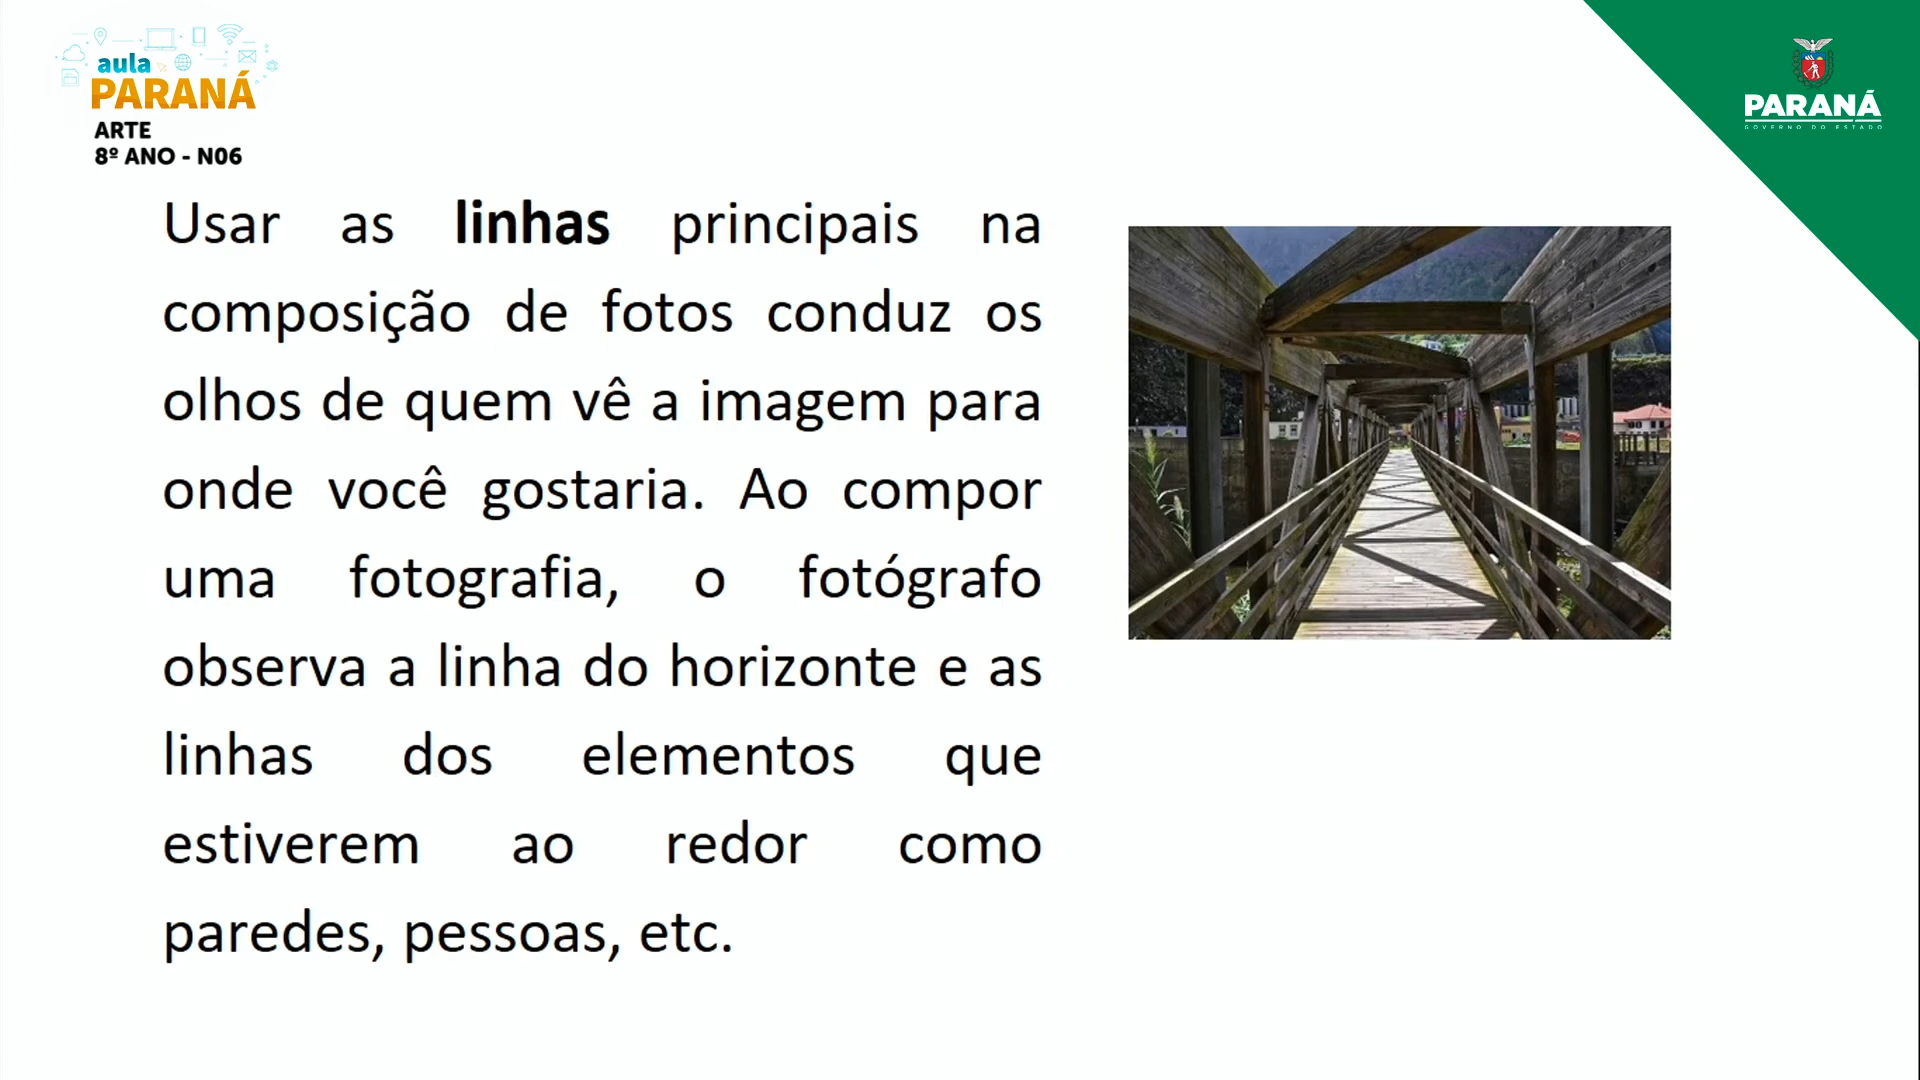 aula
PARANÁ
ARTE
8º ANO - N06
PARANÁ
GOVERNO DO ESTADO
Usar as linhas principais na
composição de fotos conduz os
olhos de quem vê a imagem para
onde você gostaria. Ao compor
uma fotografia, o fotógrafo
observa a linha do horizonte e as
linhas dos elementos que
estiverem ao redor como
paredes, pessoas, etc.